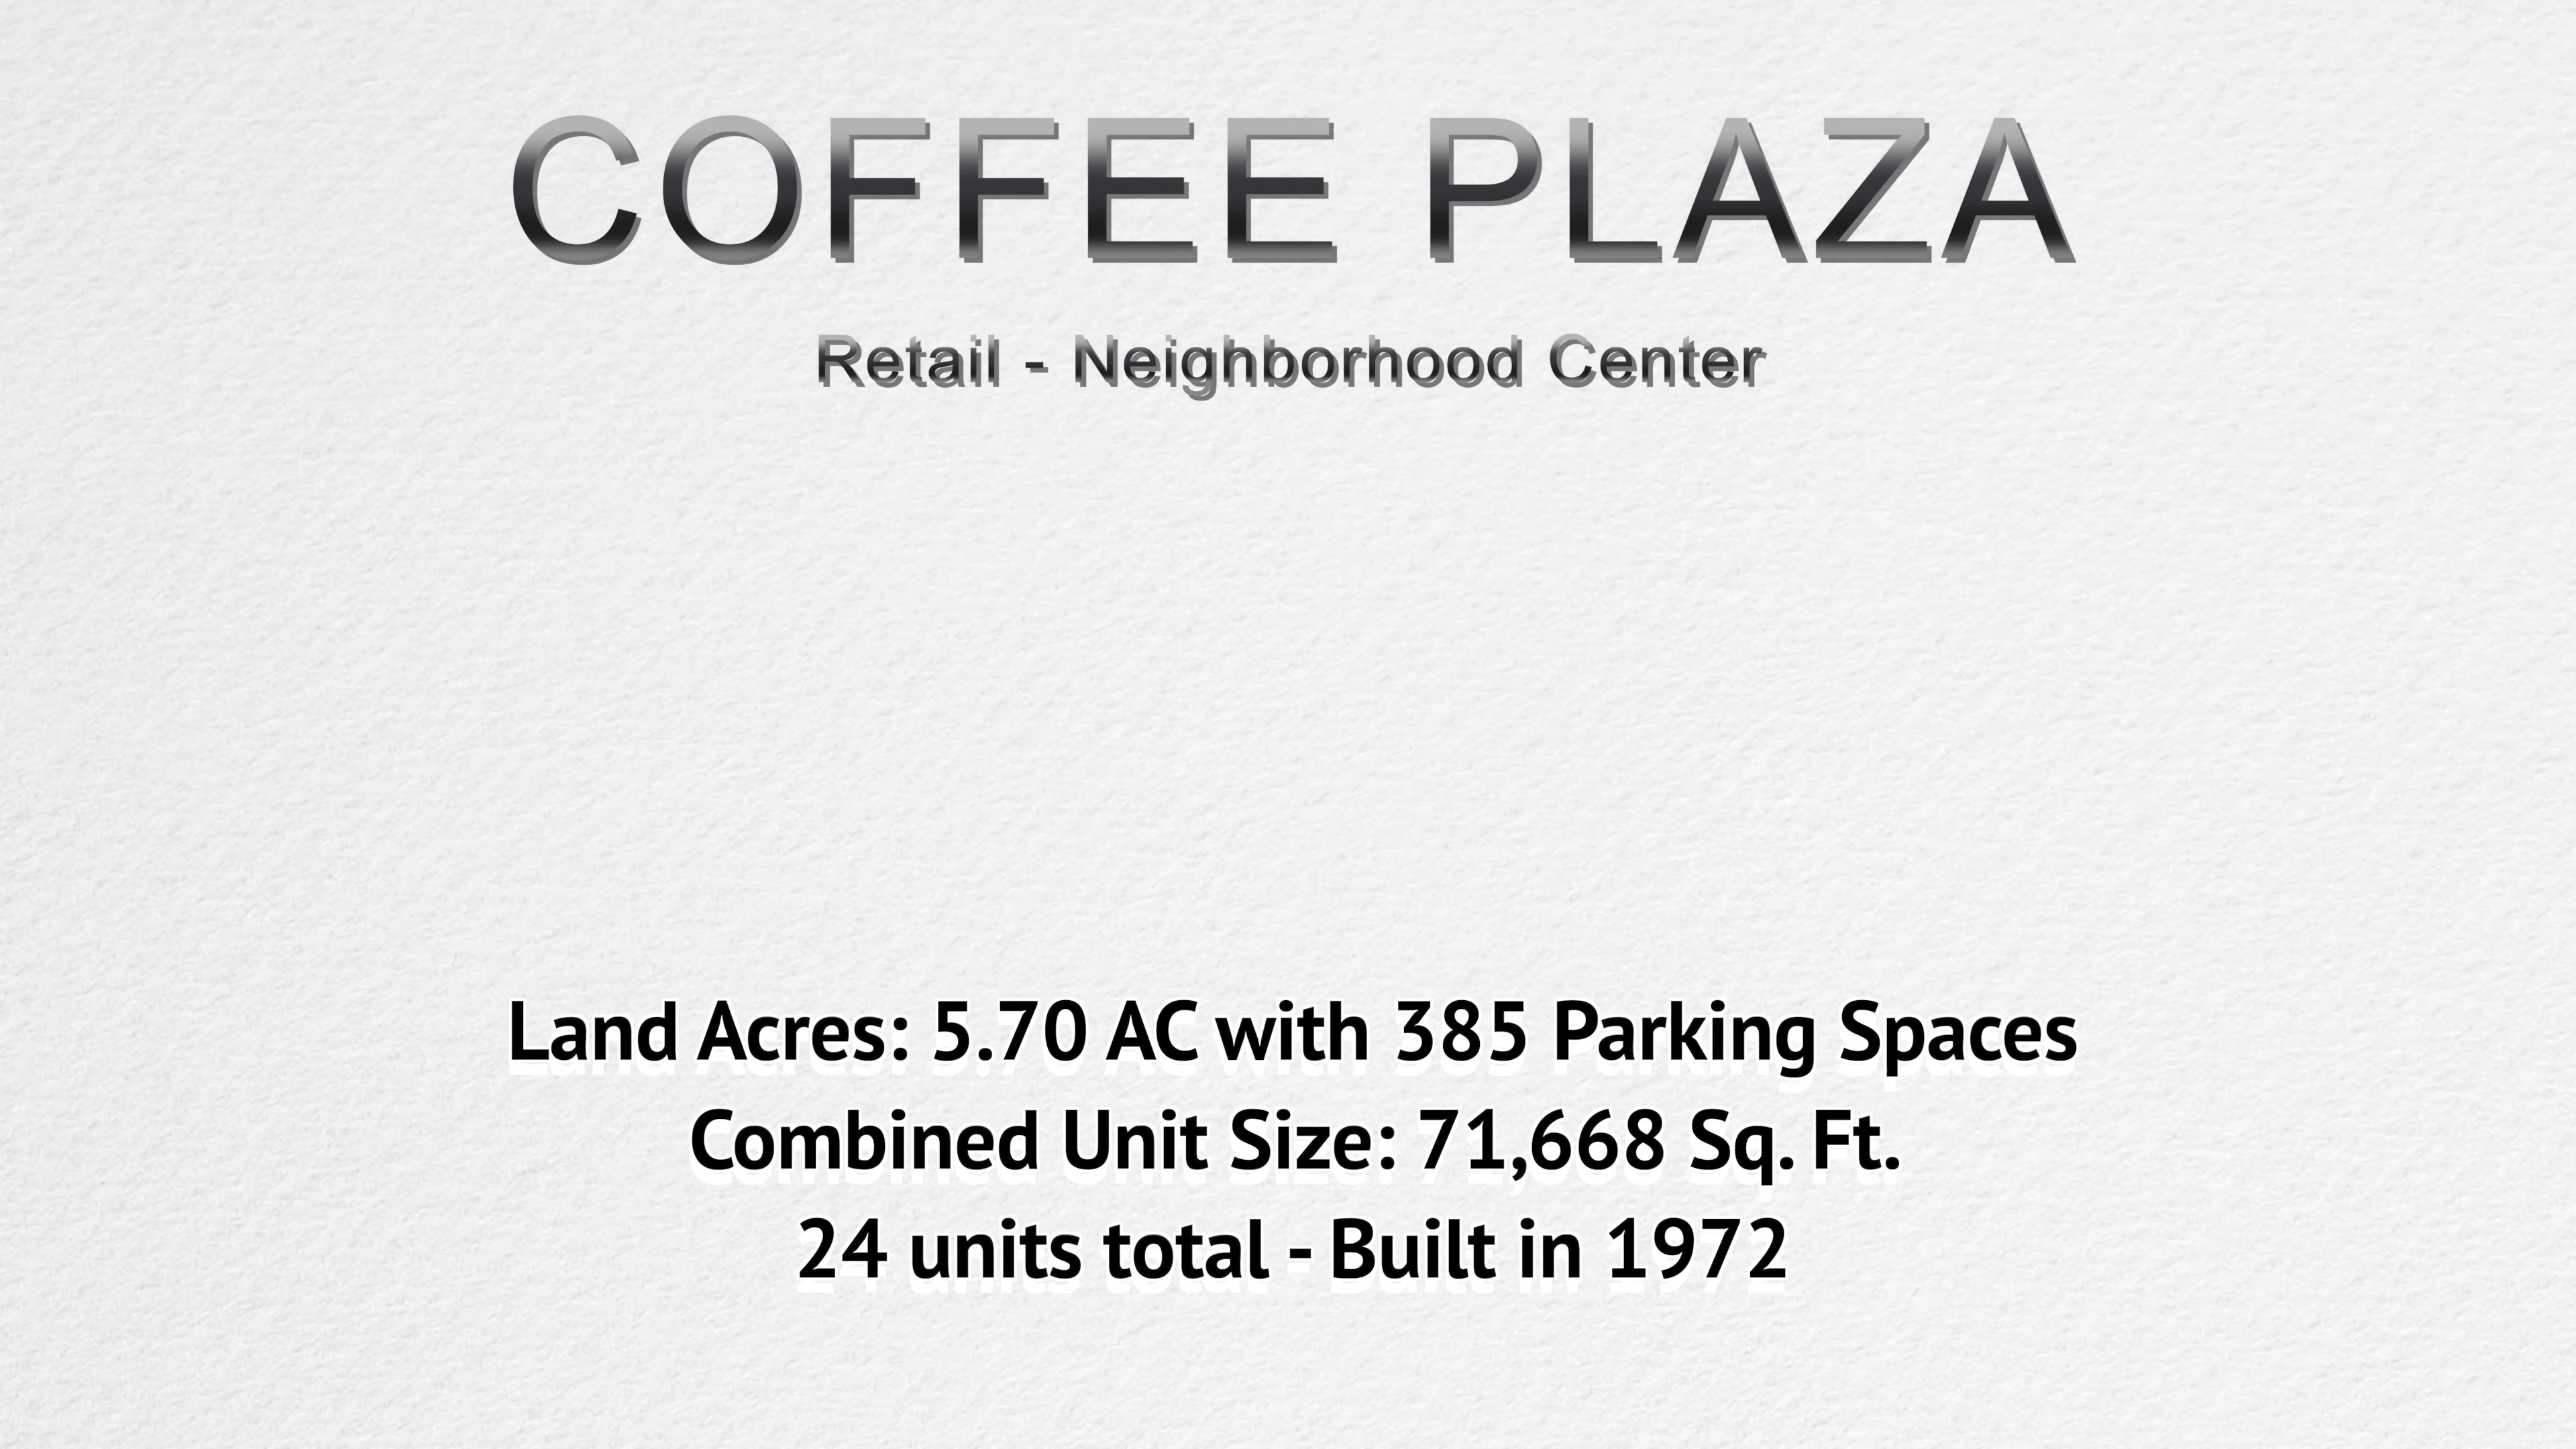 COFFEE PLAZA
Retail - Neighborhood Center
Land Acres: 5.70 AC with 385 Parking Spaces
Combined Unit Size: 71,668 Sq. Ft.
24 units total - Built in 1972